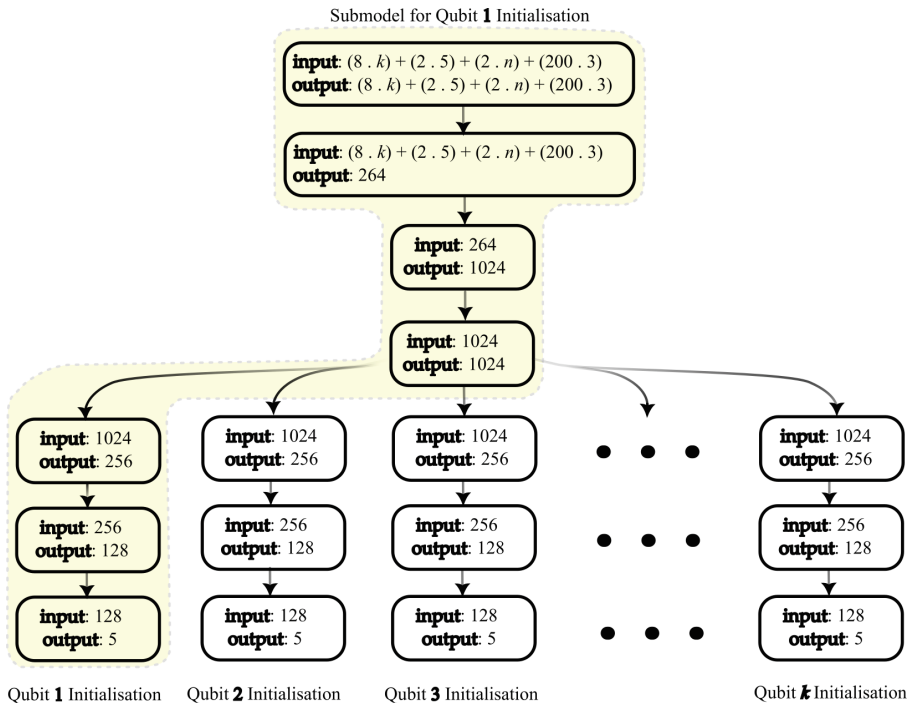 Submodel for Qubit 1 Initialisation
input: (8 . k) + (2 . 5) + (2 . n) + (200 . 3)
output: (8 . k) + (2 . 5) + (2 . n) + (200 . 3)
input: (8 . k) + (2 . 5) + (2 . n) + (200 . 3)
output: 264
input: 264
output: 1024
input: 1024
output: 1024
input: 1024
output: 256
input: 1024
output: 256
input: 1024
output: 256
input: 1024
output: 256
input: 256
output: 128
input: 256
output: 128
input: 256
output: 128
input: 256
output: 128
input: 128
output: 5
input: 128
output: 5
input: 128
output: 5
input: 128
output: 5
Qubit 1 Initialisation
Qubit 2 Initialisation
Qubit 3 Initialisation
Qubit k Initialisation